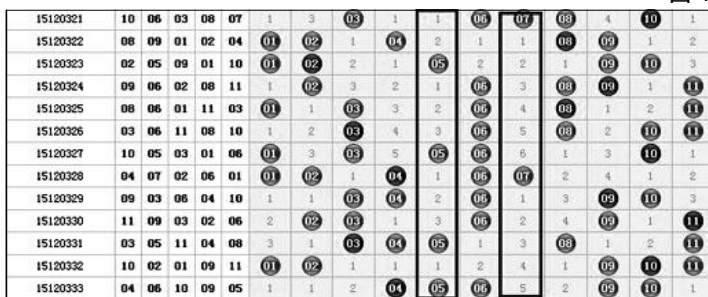 15120321 10 06 03 08 07 1 3 03 1 1 06 07 08 4 10 1
15120322 08 09 01 02 04 01 02 1 04 2 1 1 08 09 1 2
15120323 02 05 09 01 10 01 02 2 1 05 2 2 1 09 10 3
15120324 09 06 02 08 11 1 02 3 2 1 06 3 08 09 1 11
15120325 08 06 01 11 03 01 1 03 3 2 06 4 08 1 2 11
15120326 03 06 11 08 10 1 2 03 4 3 06 5 08 2 10 11
15120327 10 05 03 01 06 01 3 03 5 05 06 6 1 3 10 1
15120328 04 07 02 06 01 01 02 1 04 1 06 07 2 4 1 2
15120329 09 03 06 04 10 1 1 03 04 2 06 1 3 09 10 3
15120330 11 09 03 02 06 2 02 03 1 3 06 2 4 09 1 11
15120331 03 05 11 04 08 3 1 03 04 05 1 3 08 1 2 11
15120332 10 02 01 09 11 01 02 1 1 1 2 4 1 09 10 11
15120333 04 06 10 09 05 1 1 2 04 05 06 5 2 09 10 1